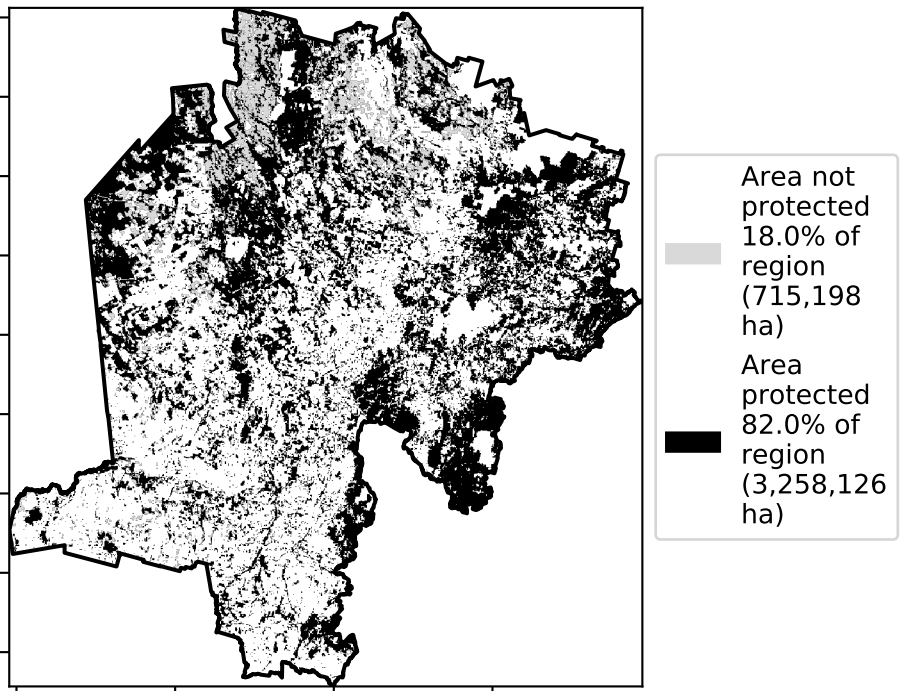 Area not
protected
18.0% of
region
(715,198
ha)
Area
protected
82.0% of
region
(3,258,126
ha)